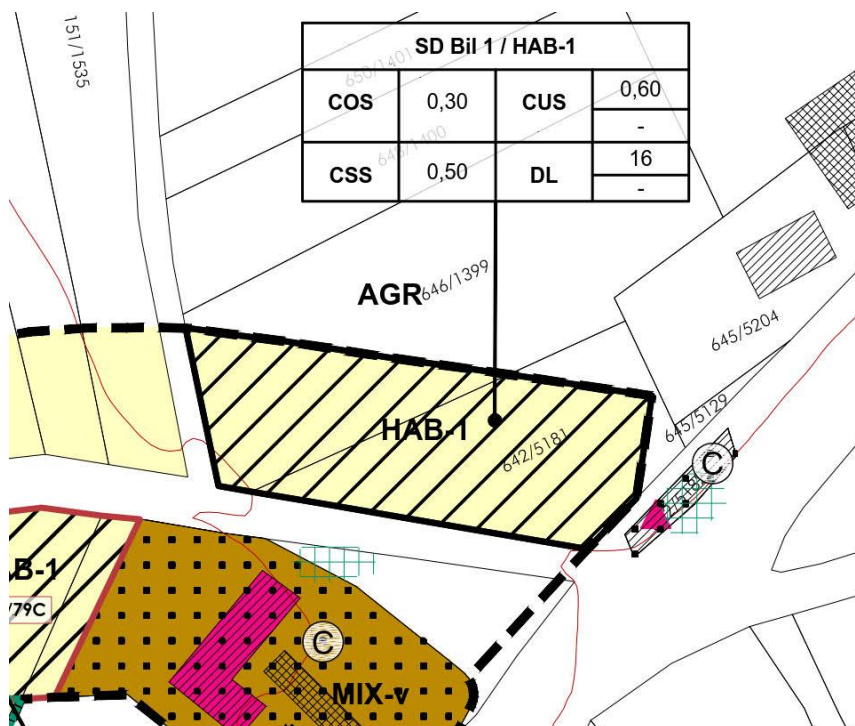 151/1535
SD Bil 1 / HAB-1
650/1401
COS 0,30 CUS 0,60
-
648/1400
CSS 0,50 DL 16
-
AGR
646/1399
645/5204
645/5129
HAB-1
642/5181
C
B-1
/79C
C
MIX-v